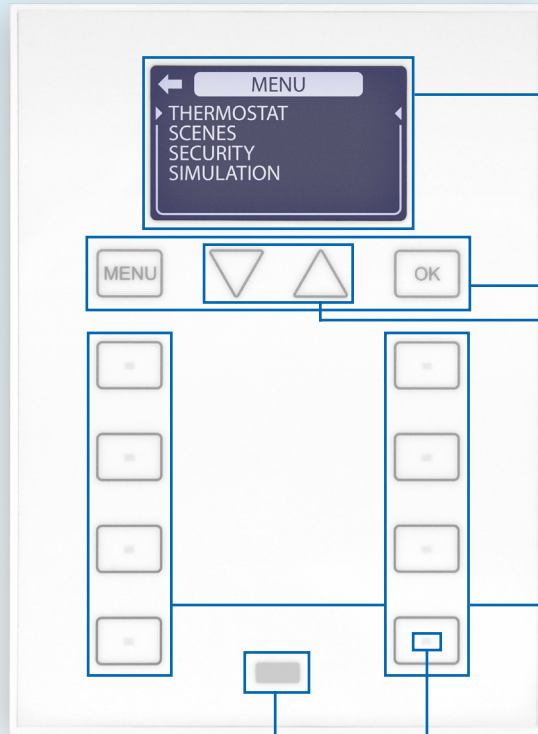 MENU
THERMOSTAT
SCENES
SECURITY
SIMULATION
MENU
OK